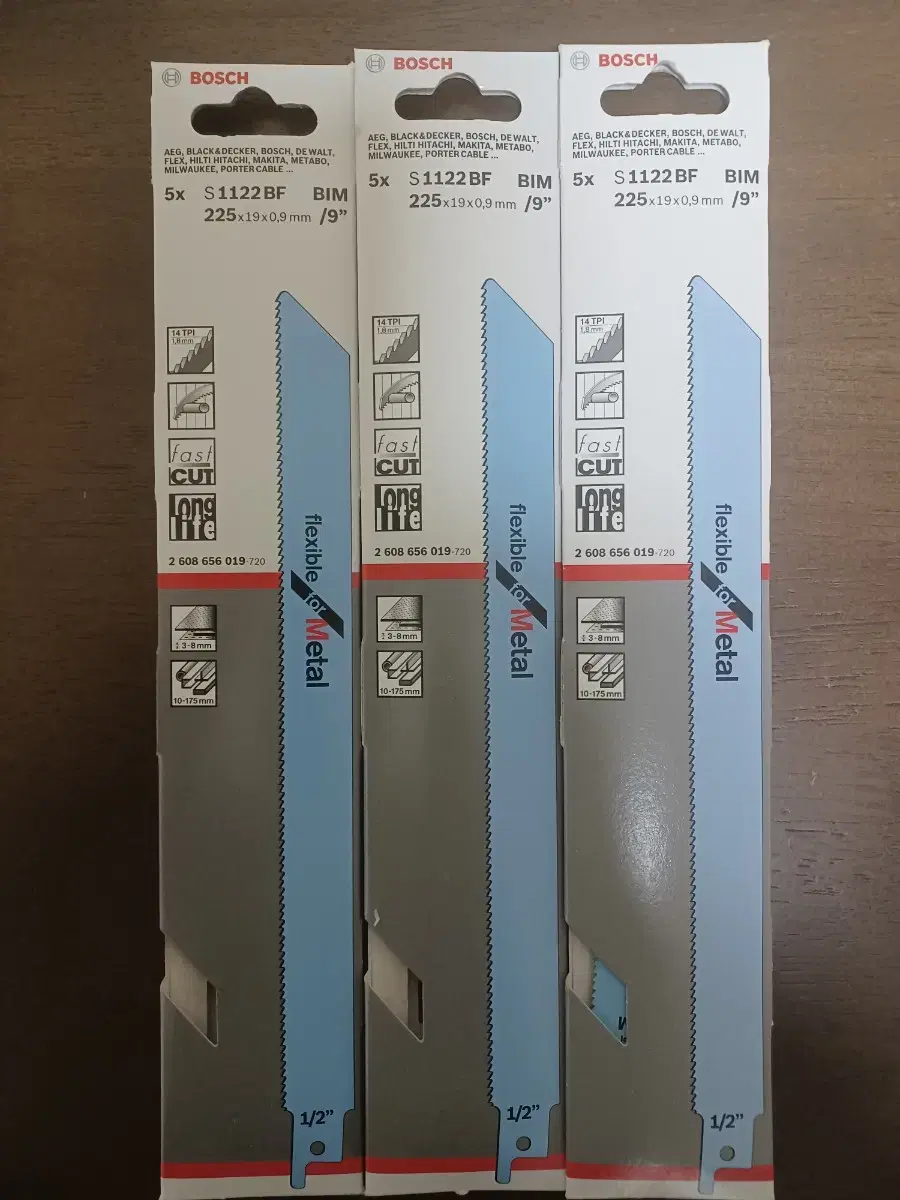 BOSCH
AEG, BLACK&DECKER, BOSCH, DEWALT,
FLEX, HILTI HITACHI, MAKITA, METABO,
MILWAUKEE, PORTER CABLE ...
5x S1122BF BIM
225x19x0,9 mm /9”
14 TPI
1,8mm
fast
CUT
Long
life
2 608 656 019-720
flexible for Metal
3-8mm
10-175mm
1/2”
BOSCH
AEG, BLACK&DECKER, BOSCH, DEWALT,
FLEX, HILTI HITACHI, MAKITA, METABO,
MILWAUKEE, PORTER CABLE ...
5x S1122BF BIM
225x19x0,9 mm /9”
14 TPI
1,8mm
fast
CUT
Long
life
2 608 656 019-720
flexible for Metal
3-8mm
10-175mm
1/2”
BOSCH
AEG, BLACK&DECKER, BOSCH, DEWALT,
FLEX, HILTI HITACHI, MAKITA, METABO,
MILWAUKEE, PORTER CABLE ...
5x S1122BF BIM
225x19x0,9 mm /9”
14 TPI
1,8mm
fast
CUT
Long
life
2 608 656 019-720
flexible for Metal
3-8mm
10-175mm
1/2”